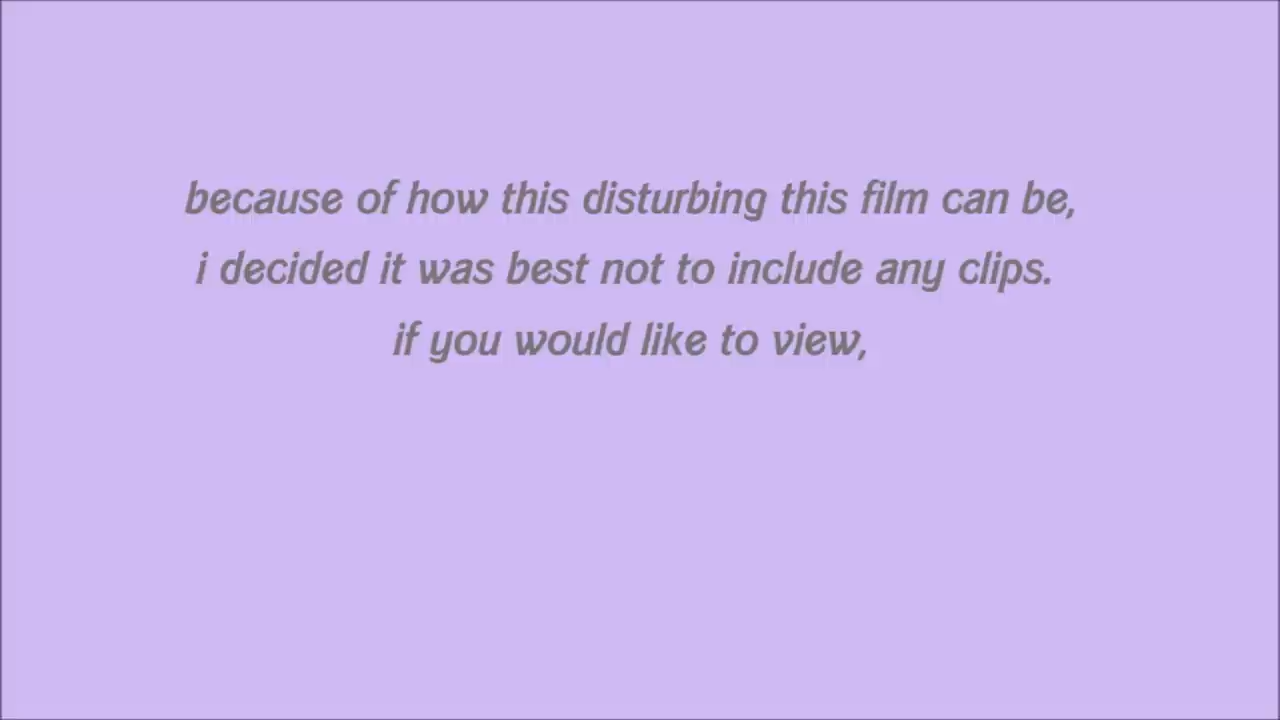 because of how this disturbing this film can be,
i decided it was best not to include any clips.
if you would like to view,